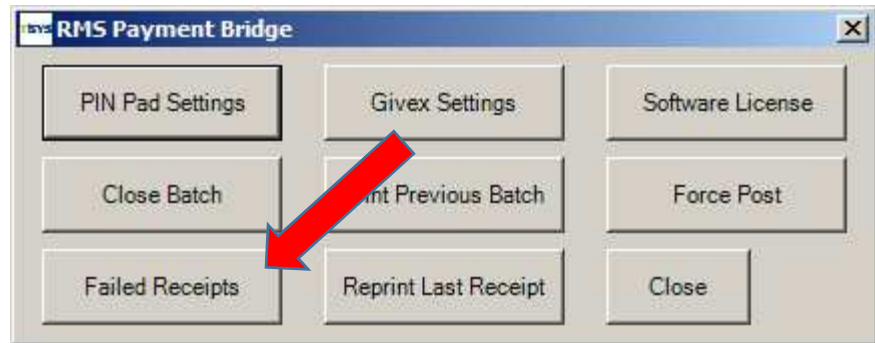 RMS Payment Bridge
PIN Pad Settings Givex Settings Software License
Close Batch nt Previous Batch Force Post
Failed Receipts Reprint Last Receipt Close